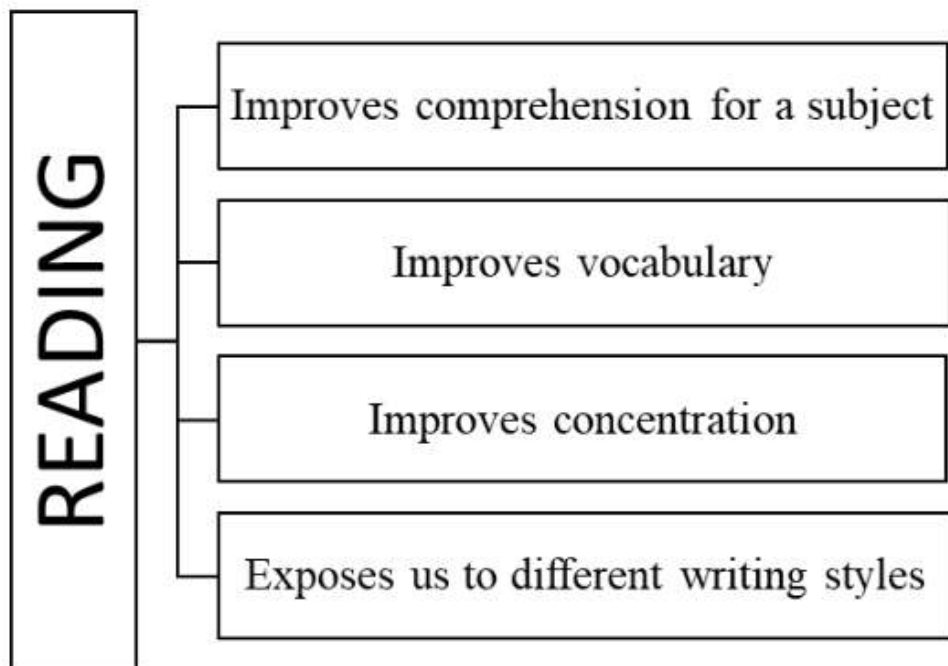 READING
Improves comprehension for a subject
Improves vocabulary
Improves concentration
Exposes us to different writing styles